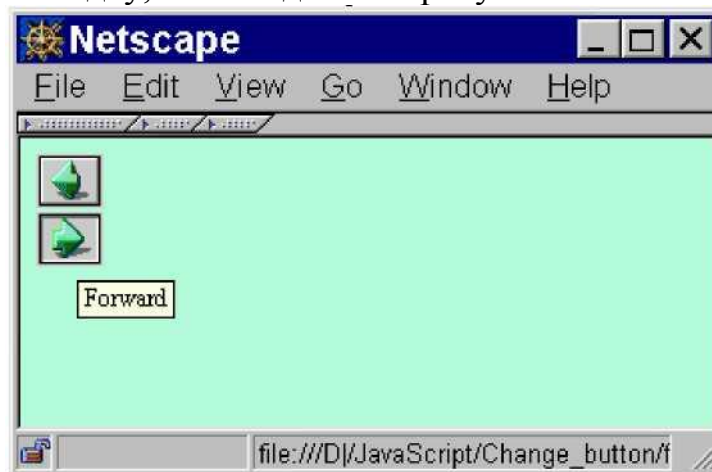 Netscape
File Edit View Go Window Help
Forward
file:///D|/JavaScript/Change_button/f